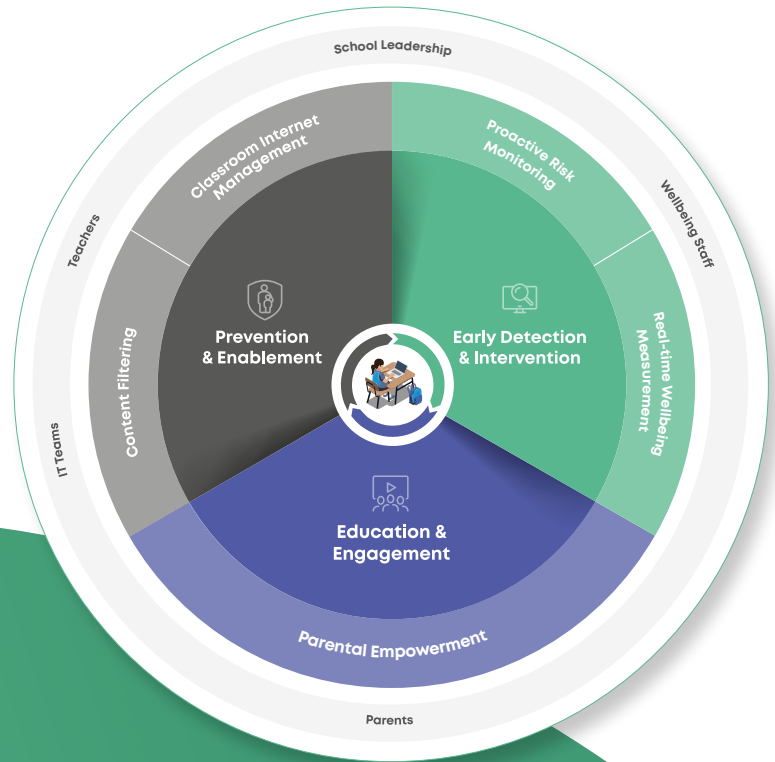 School Leadership
Classroom Internet
Management
Proactive Risk
Monitoring
Teachers
Wellbeing Staff
Prevention
& Enablement
Early Detection
& Intervention
Content Filtering
Real-time Wellbeing
Measurement
IT Teams
Education &
Engagement
Parental Empowerment
Parents